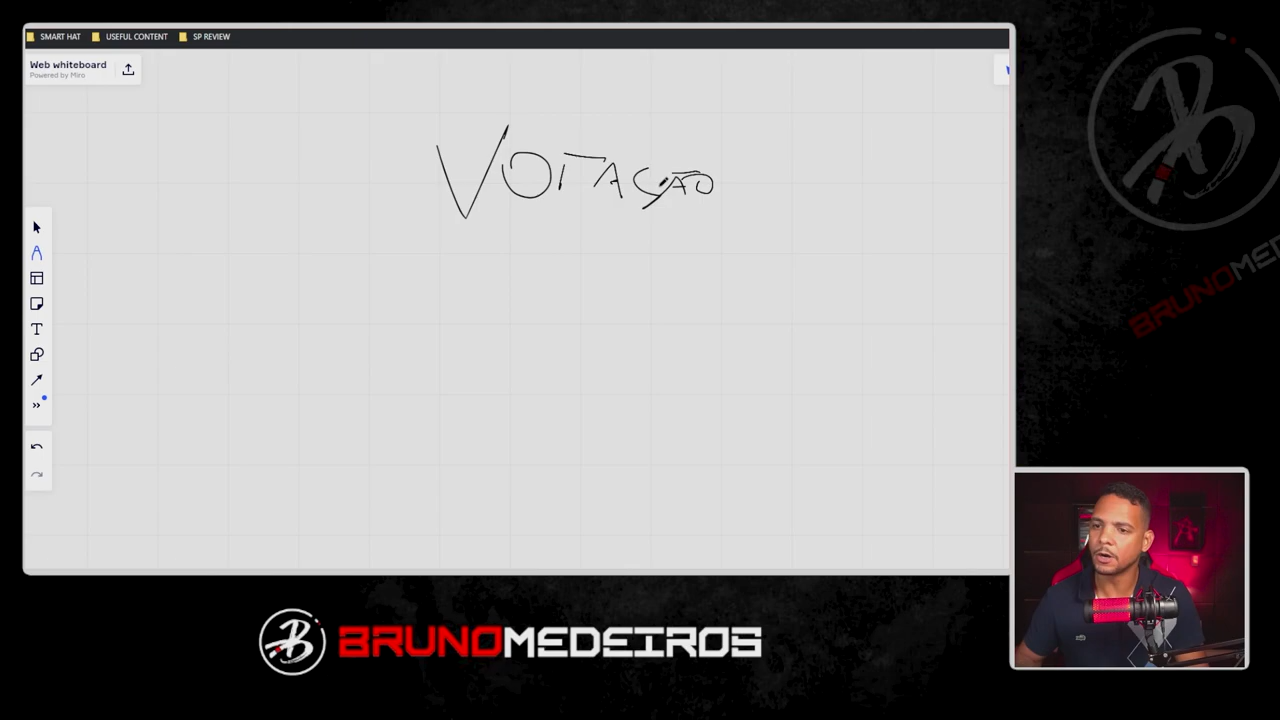 SMART HAT USEFUL CONTENT SP REVIEW
Web whiteboard
Powered by Miro
VOTAÇÃO
BRUNOMEDEIROS